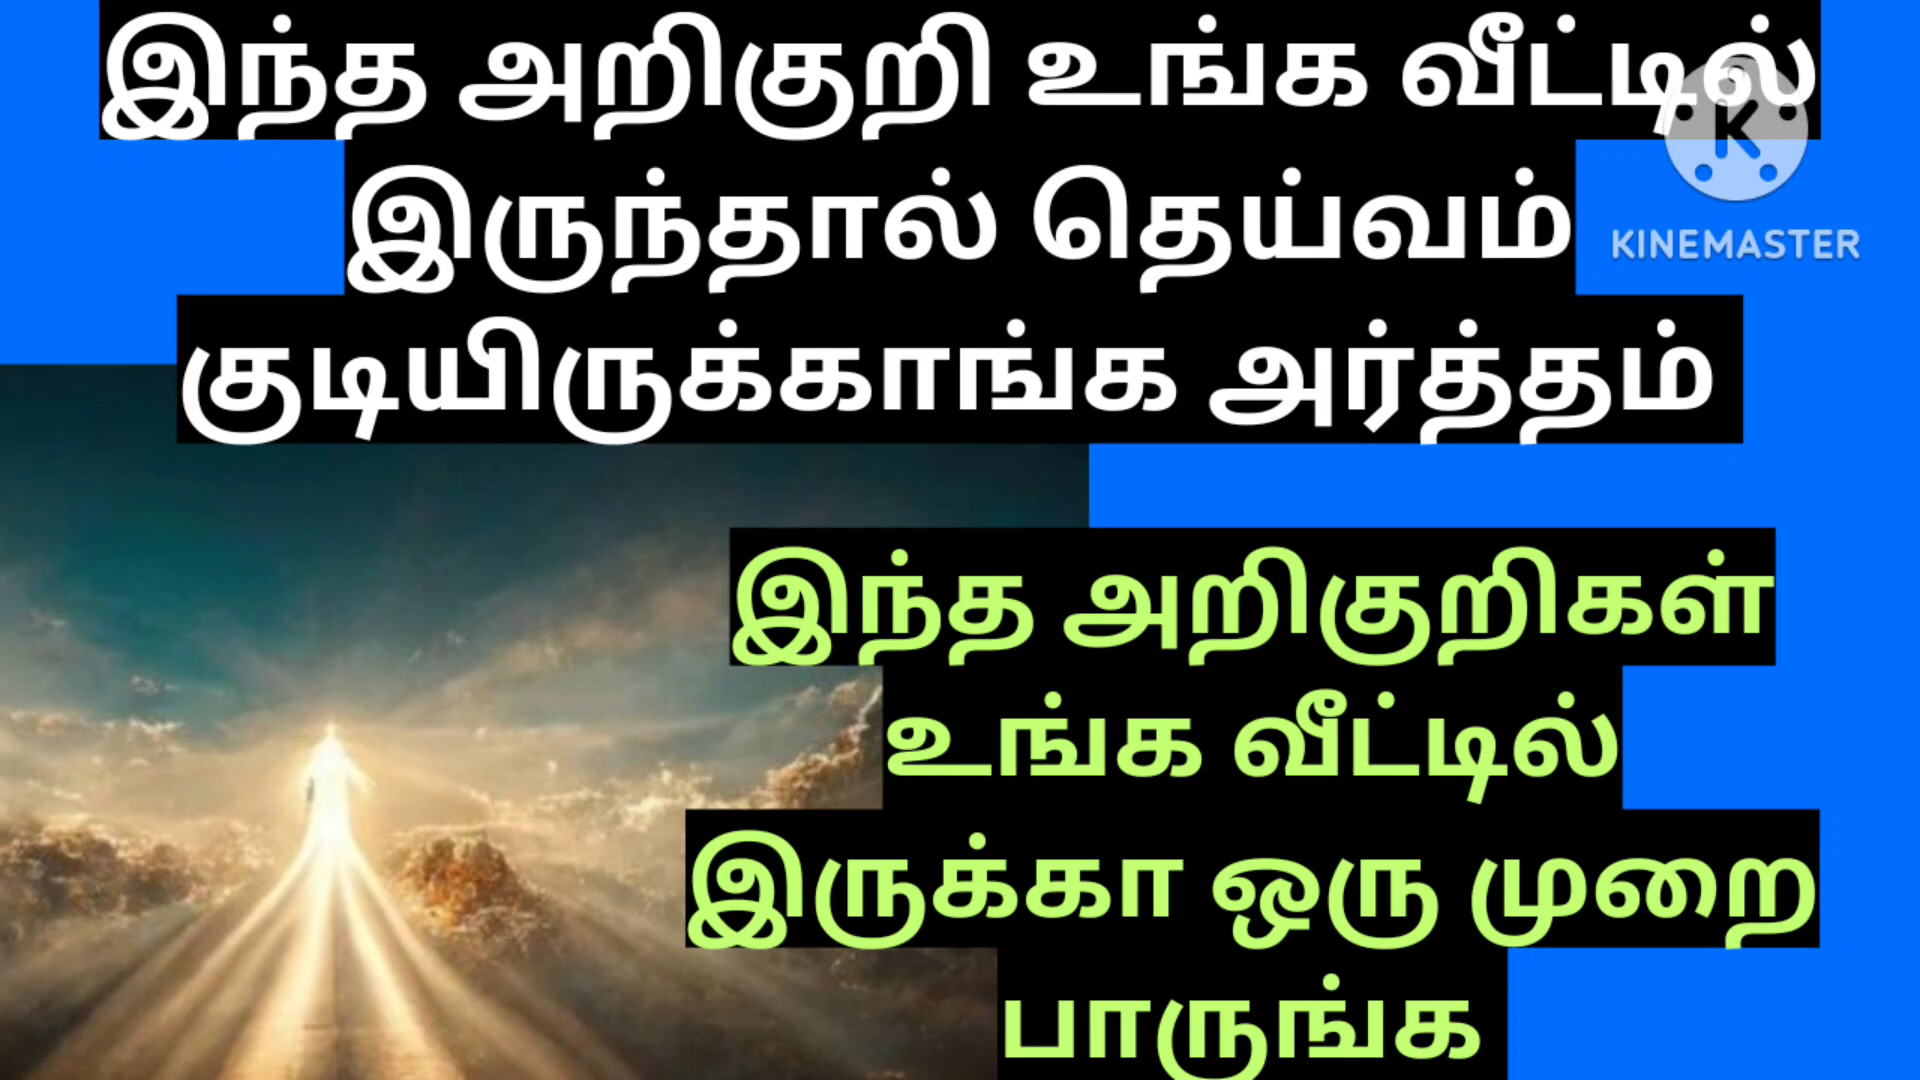 இந்த அறிகுறி உங்க வீட்டில்
இருந்தால் தெய்வம்
குடியிருக்காங்க அர்த்தம்
KINEMASTER
இந்த அறிகுறிகள்
உங்க வீட்டில்
இருக்கா ஒரு முறை
பாருங்க